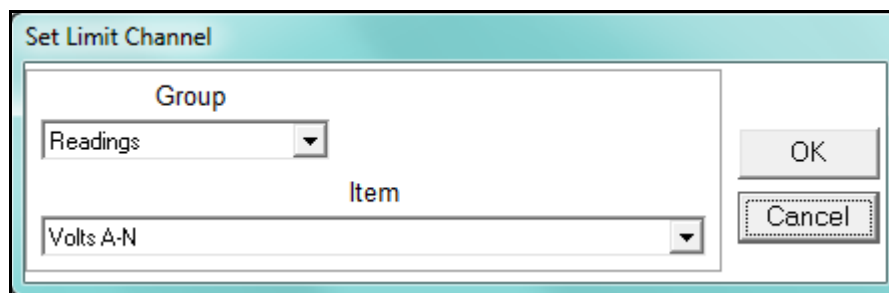 Set Limit Channel
Group
Readings
Item
Volts A-N
OK
Cancel